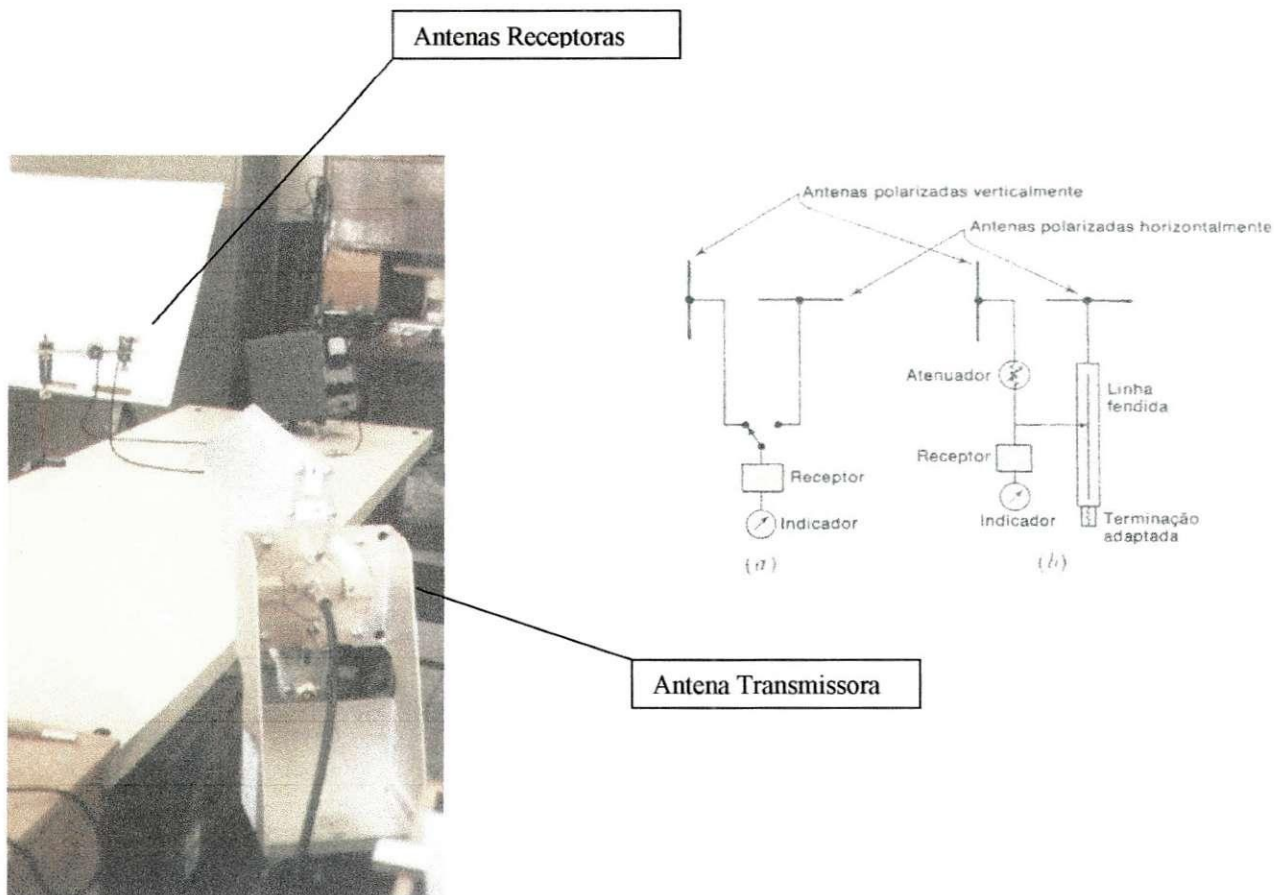 Antenas Receptoras
Antenas polarizadas verticalmente
Antenas polarizadas horizontalmente
Atenuador
Linha
fendida
Receptor
Receptor
Indicador
Indicador
Terminação
adaptada
(a)
(b)
Antena Transmissora